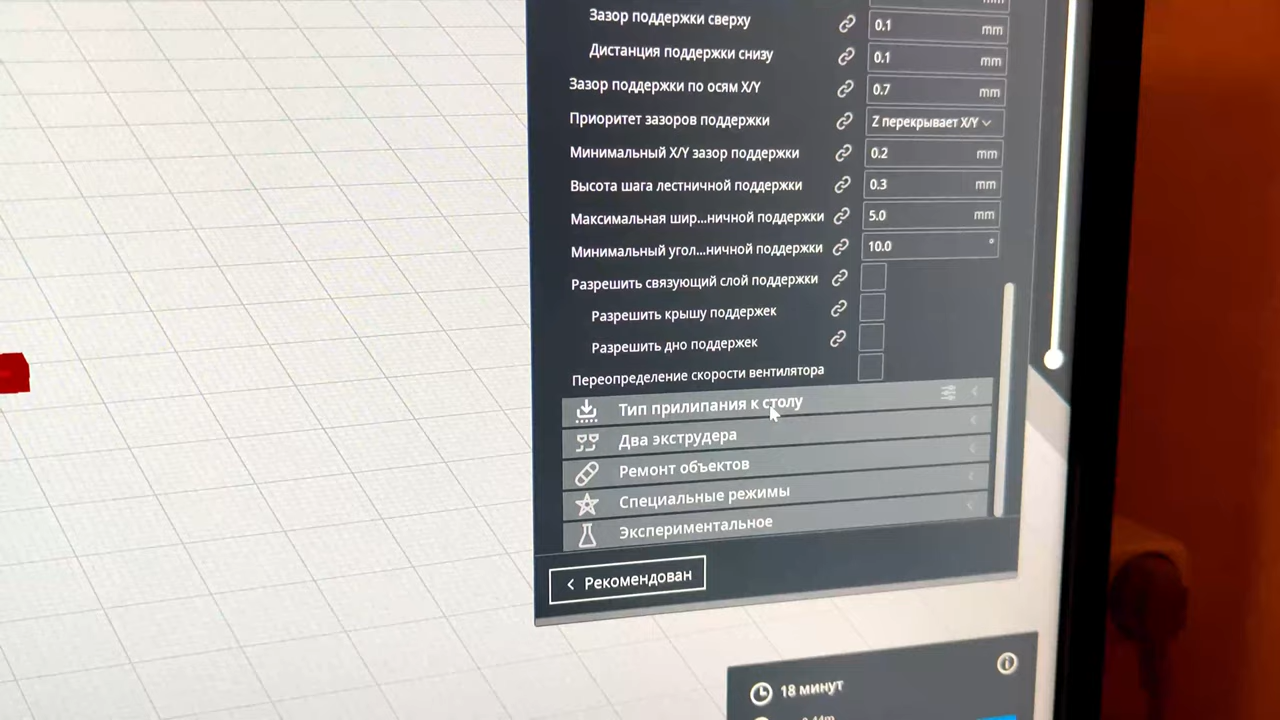 mm
Зазор поддержки сверху 0.1 mm
Дистанция поддержки снизу 0.1 mm
Зазор поддержки по осям X/Y 0.7 mm
Приоритет зазоров поддержки Z перекрывает X/Y
Минимальный X/Y зазор поддержки 0.2 mm
Высота шага лестничной поддержки 0.3 mm
Максимальная шир...ничной поддержки 5.0 mm
Минимальный угол...ничной поддержки 10.0 °
Разрешить связующий слой поддержки
Разрешить крышу поддержек
Разрешить дно поддержек
Переопределение скорости вентилятора
Тип прилипания к столу
Два экструдера
Ремонт объектов
Специальные режимы
Экспериментальное
Рекомендован
18 минут